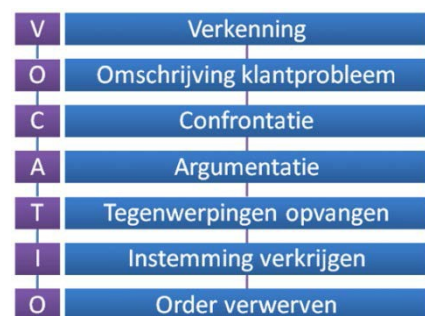 V Verkenning
O Omschrijving klantprobleem
C Confrontatie
A Argumentatie
T Tegenwerpingen opvangen
I Instemming verkrijgen
O Order verwerven